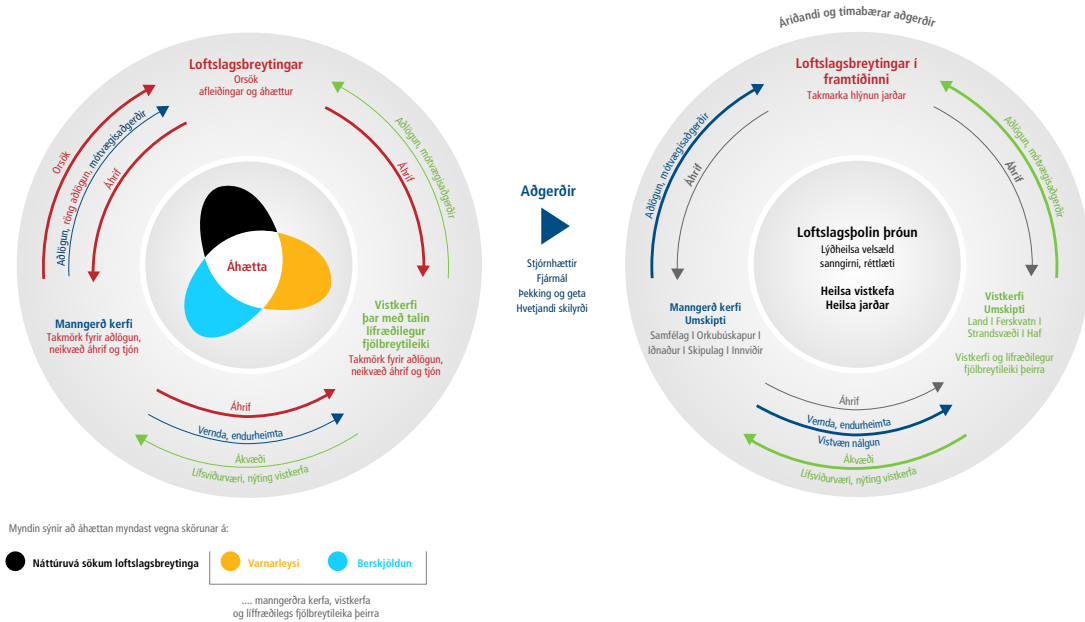 Loftslagsbreytingar
Orsök
afleiðingar og áhættur
Orsök
Aðlögun, röng aðlögun, mótvægisaðgerðir
Áhrif
Áhrif
Aðlögun, mótvægisaðgerðir
Áhætta
Manngerð kerfi
Takmörk fyrir aðlögun,
neikvæð áhrif og tjón
Vistkerfi
þar með talin
lífræðilegur
fjölbreytileiki
Takmörk fyrir aðlögun,
neikvæð áhrif og tjón
Áhrif
Vernda, endurheimta
Ákvæði
Lífsviðurværi, nýting vistkerfa
Aðgerðir
Stjórnhættir
Fjármál
Þekking og geta
Hvetjandi skilyrði
Áríðandi og tímabærar aðgerðir
Loftslagsbreytingar í
framtíðinni
Takmarka hlýnun jarðar
Aðlögun, mótvægisaðgerðir
Áhrif
Áhrif
Aðlögun, mótvægisaðgerðir
Loftslagsþolin þróun
Lýðheilsa velsæld
sanngirni, réttlæti
Heilsa vistkefa
Heilsa jarðar
Manngerð kerfi
Umskipti
Samfélag I Orkubúskapur I
Iðnaður I Skipulag I Innviðir
Vistkerfi
Umskipti
Land I Ferskvatn I
Strandsvæði I Haf
Vistkerfi og lífræðilegur
fjölbreytileiki þeirra
Áhrif
Vernda, endurheimta
Vistvæn nálgun
Ákvæði
Lífsviðurværi, nýting vistkerfa
Myndin sýnir að áhættan myndast vegna skörunar á:
Náttúruvá sökum loftslagsbreytinga
Varnarleysi
Berskjöldun
.... manngerðra kerfa, vistkerfa
og líffræðilegs fjölbreytileika þeirra